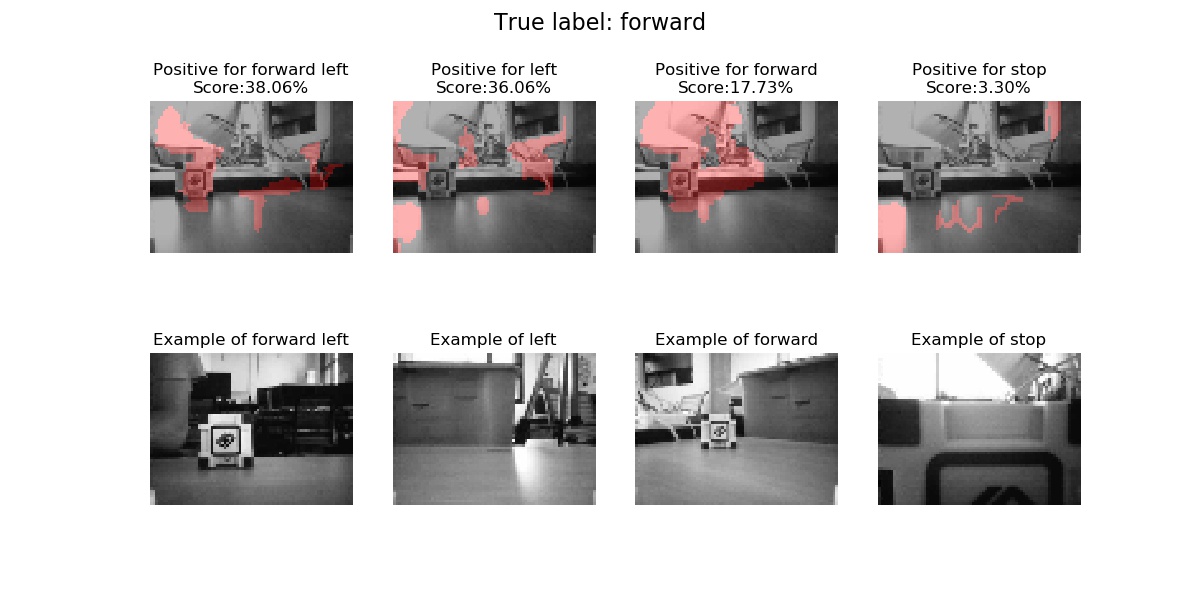 True label: forward
Positive for forward left
Score:38.06%
Positive for left
Score:36.06%
Positive for forward
Score:17.73%
Positive for stop
Score:3.30%
Example of forward left
Example of left
Example of forward
Example of stop